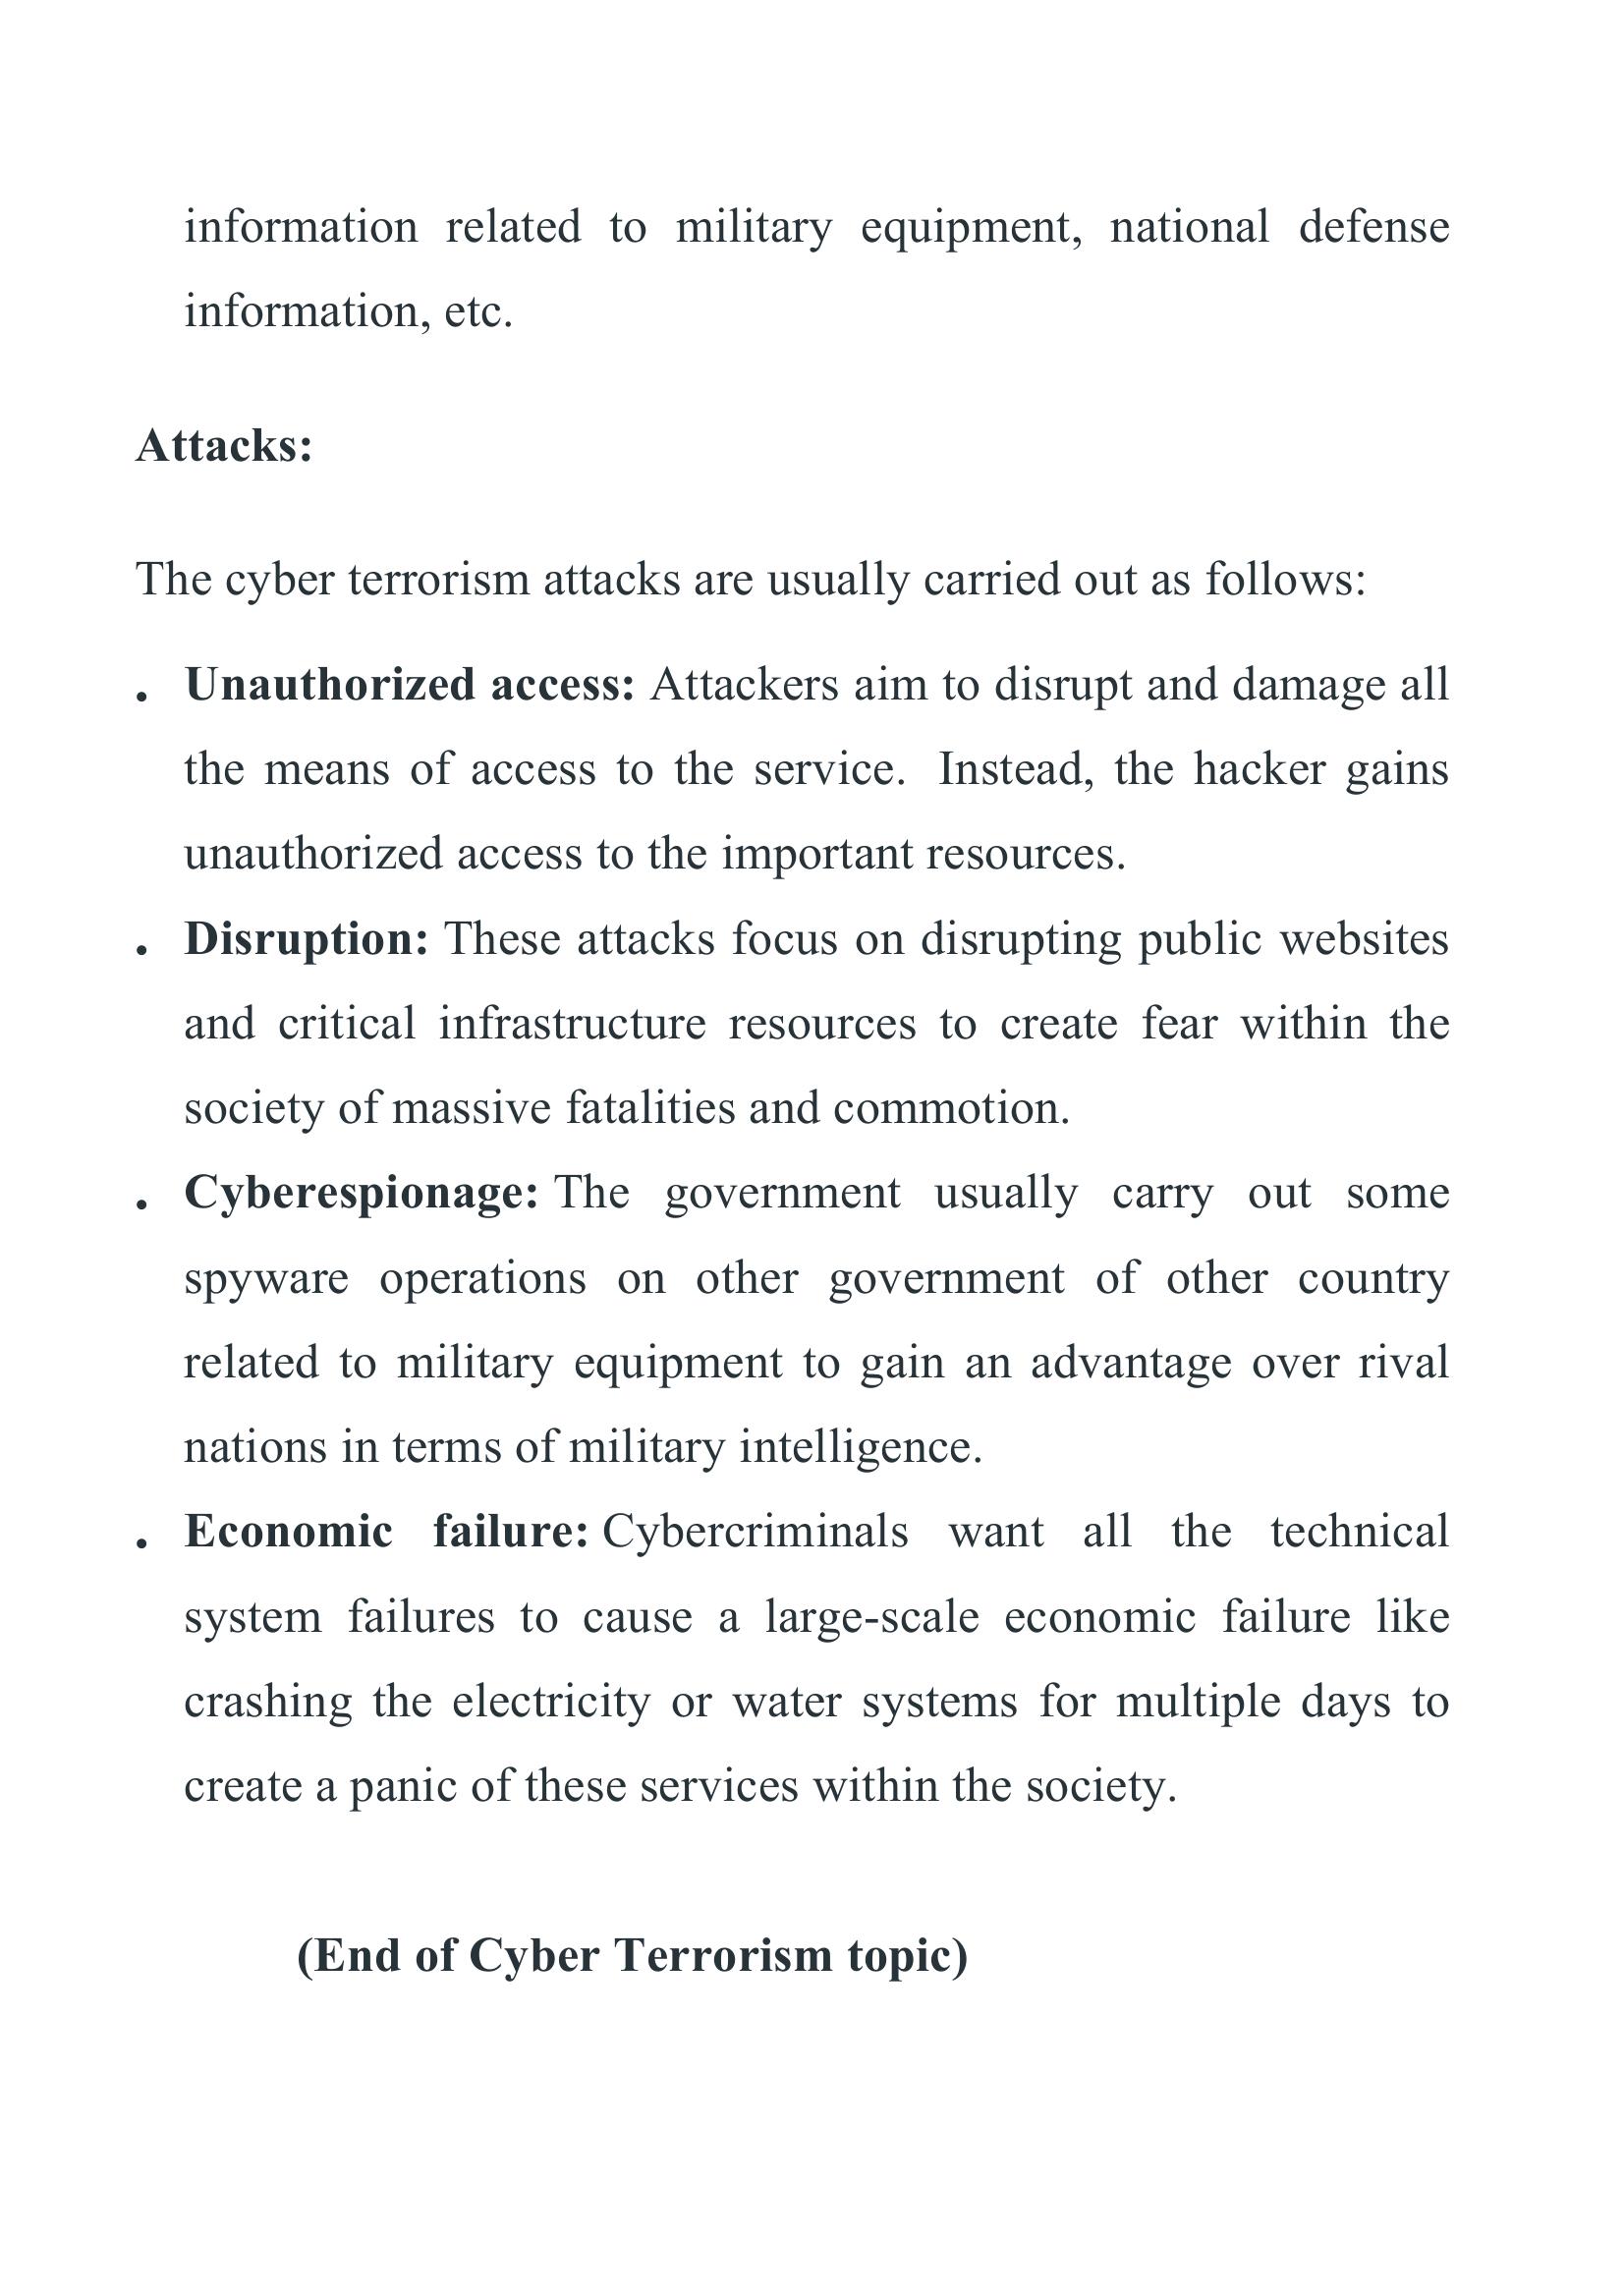 information related to military equipment, national defense
information, etc.
Attacks:
The cyber terrorism attacks are usually carried out as follows:
. Unauthorized access: Attackers aim to disrupt and damage all
the means of access to the service.  Instead, the hacker gains
unauthorized access to the important resources.
. Disruption: These attacks focus on disrupting public websites
and critical infrastructure resources to create fear within the
society of massive fatalities and commotion.
. Cyberespionage: The government usually carry out some
spyware operations on other government of other country
related to military equipment to gain an advantage over rival
nations in terms of military intelligence.
. Economic failure: Cybercriminals want all the technical
system failures to cause a large-scale economic failure like
crashing the electricity or water systems for multiple days to
create a panic of these services within the society.
(End of Cyber Terrorism topic)